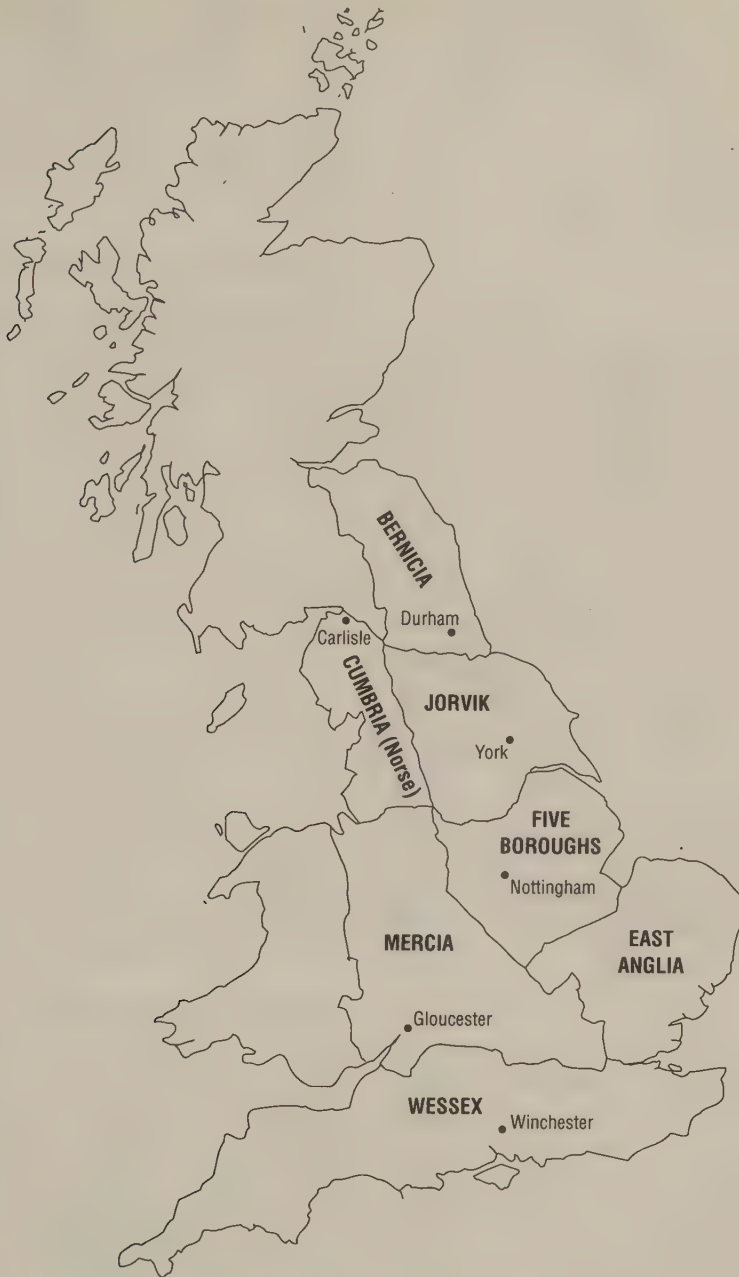 BERNICIA
Durham
Carlisle
CUMBRIA (Norse)
JORVIK
York
FIVE
BOROUGHS
Nottingham
MERCIA
EAST
ANGLIA
Gloucester
WESSEX
Winchester